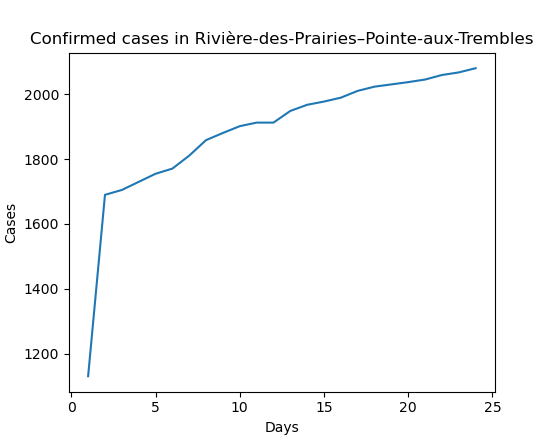 Confirmed cases in Rivière-des-Prairies–Pointe-aux-Trembles
2000
1800
1600
1400
1200
Cases
0 5 10 15 20 25
Days